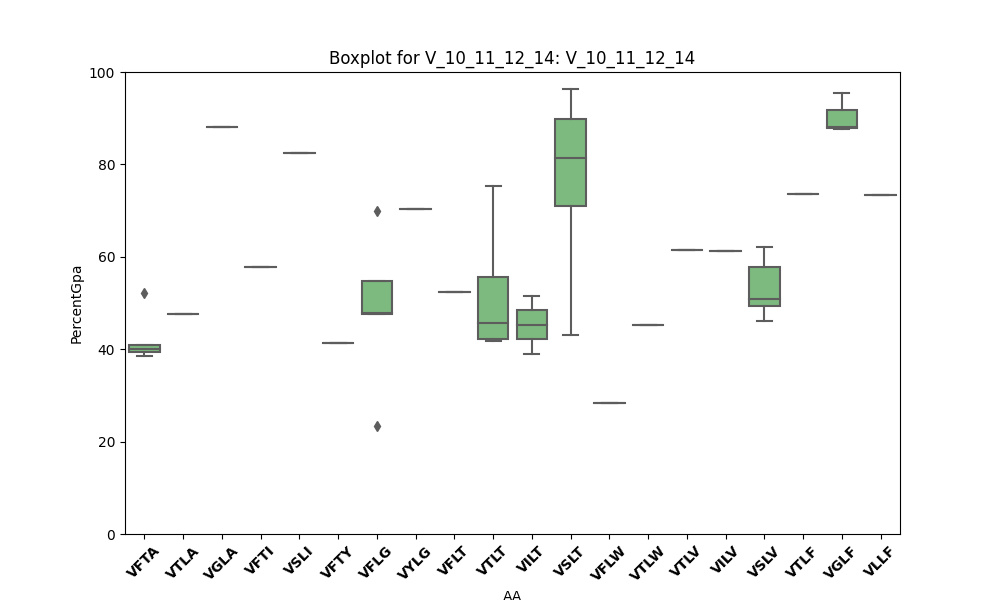 Boxplot for V_10_11_12_14: V_10_11_12_14
PercentGpa
100
80
60
40
20
0
VFTA VTLA VGLA VFTI VSLI VFTY VFLG VYLG VFLT VTLT VILT VSLT VFLW VTLW VTLV VILV VSLV VTLF VGLF VLLF
AA